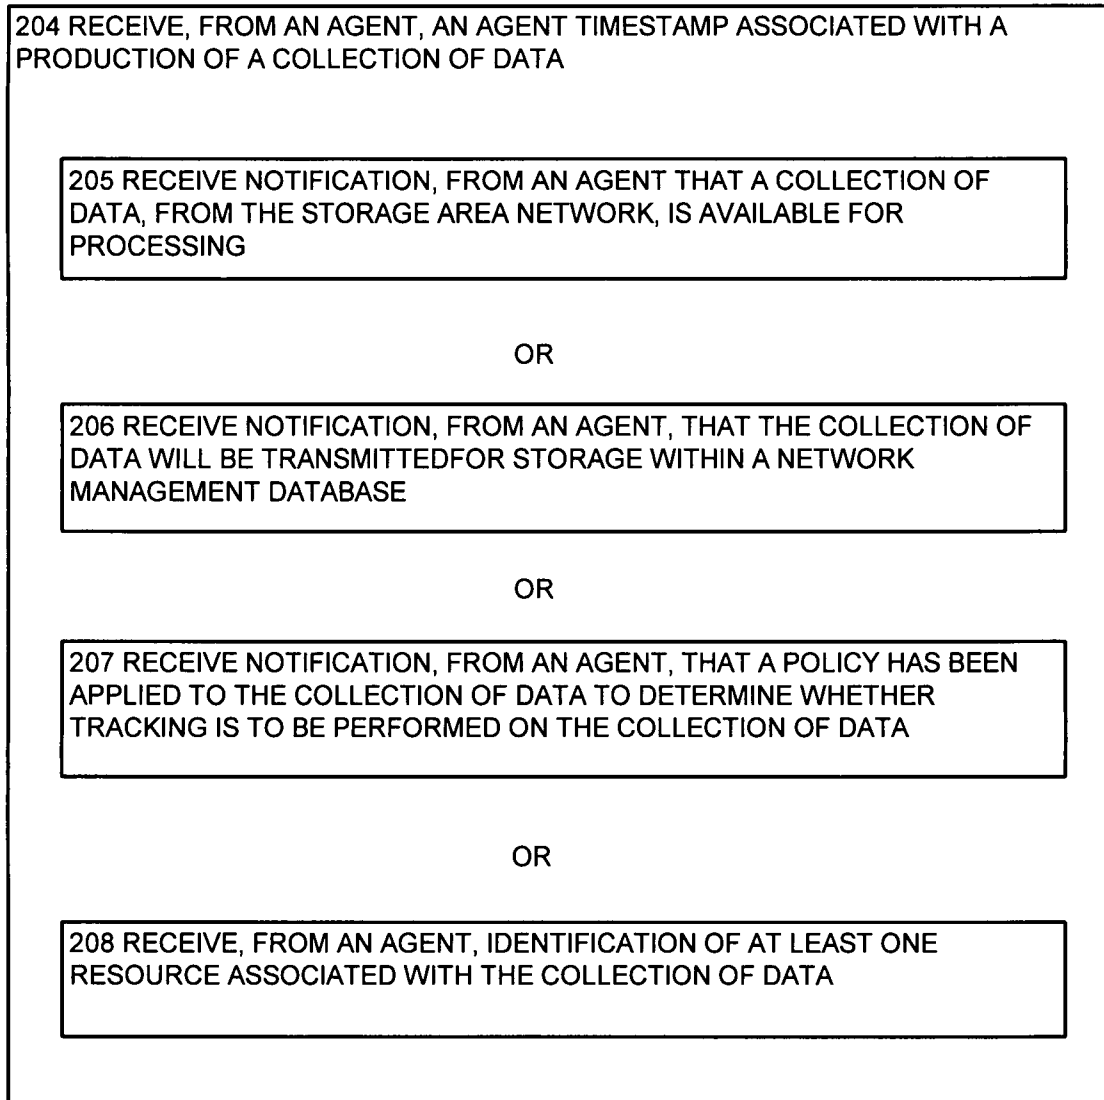 204 RECEIVE, FROM AN AGENT, AN AGENT TIMESTAMP ASSOCIATED WITH A
PRODUCTION OF A COLLECTION OF DATA
205 RECEIVE NOTIFICATION, FROM AN AGENT THAT A COLLECTION OF
DATA, FROM THE STORAGE AREA NETWORK, IS AVAILABLE FOR
PROCESSING
OR
206 RECEIVE NOTIFICATION, FROM AN AGENT, THAT THE COLLECTION OF
DATA WILL BE TRANSMITTEDFOR STORAGE WITHIN A NETWORK
MANAGEMENT DATABASE
OR
207 RECEIVE NOTIFICATION, FROM AN AGENT, THAT A POLICY HAS BEEN
APPLIED TO THE COLLECTION OF DATA TO DETERMINE WHETHER
TRACKING IS TO BE PERFORMED ON THE COLLECTION OF DATA
OR
208 RECEIVE, FROM AN AGENT, IDENTIFICATION OF AT LEAST ONE
RESOURCE ASSOCIATED WITH THE COLLECTION OF DATA